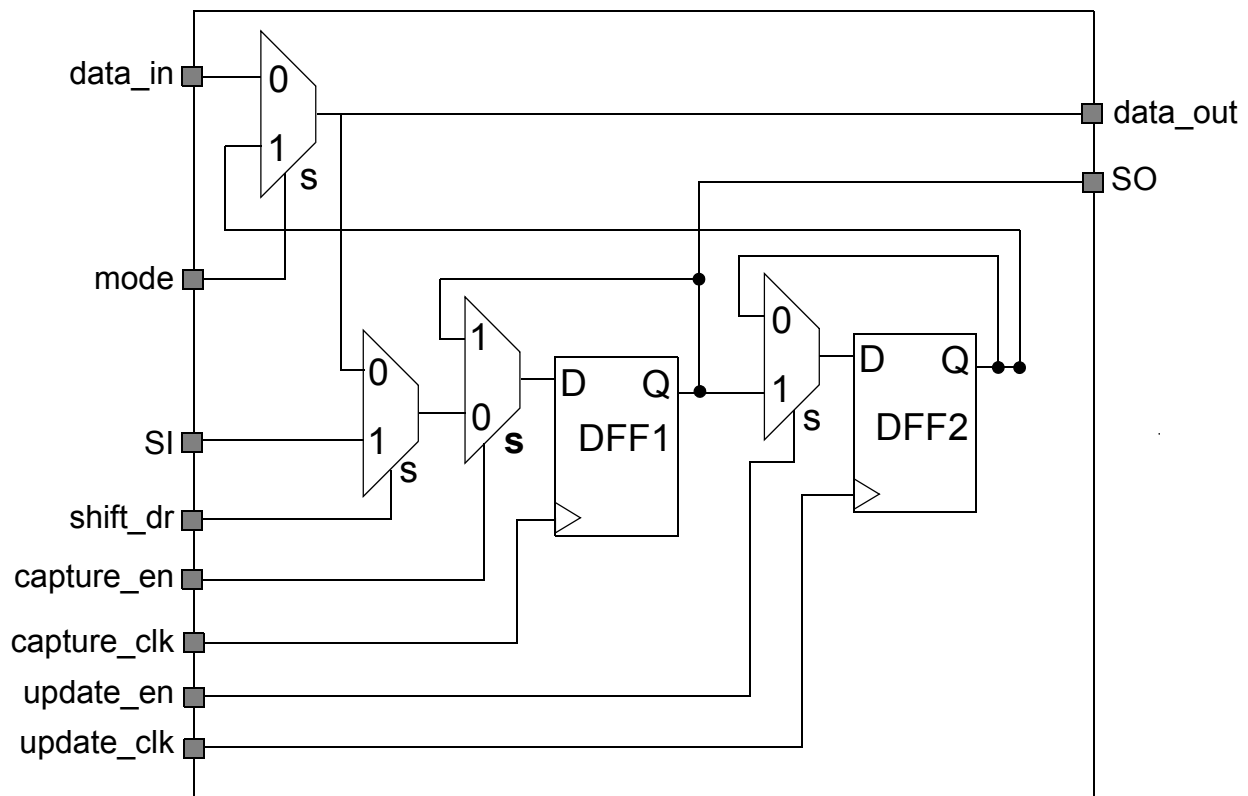 data_in
0
1
s
data_out
SO
mode
1
0
s
0
1
s
0
1
s
D Q
DFF1
D Q
DFF2
SI
shift_dr
capture_en
capture_clk
update_en
update_clk